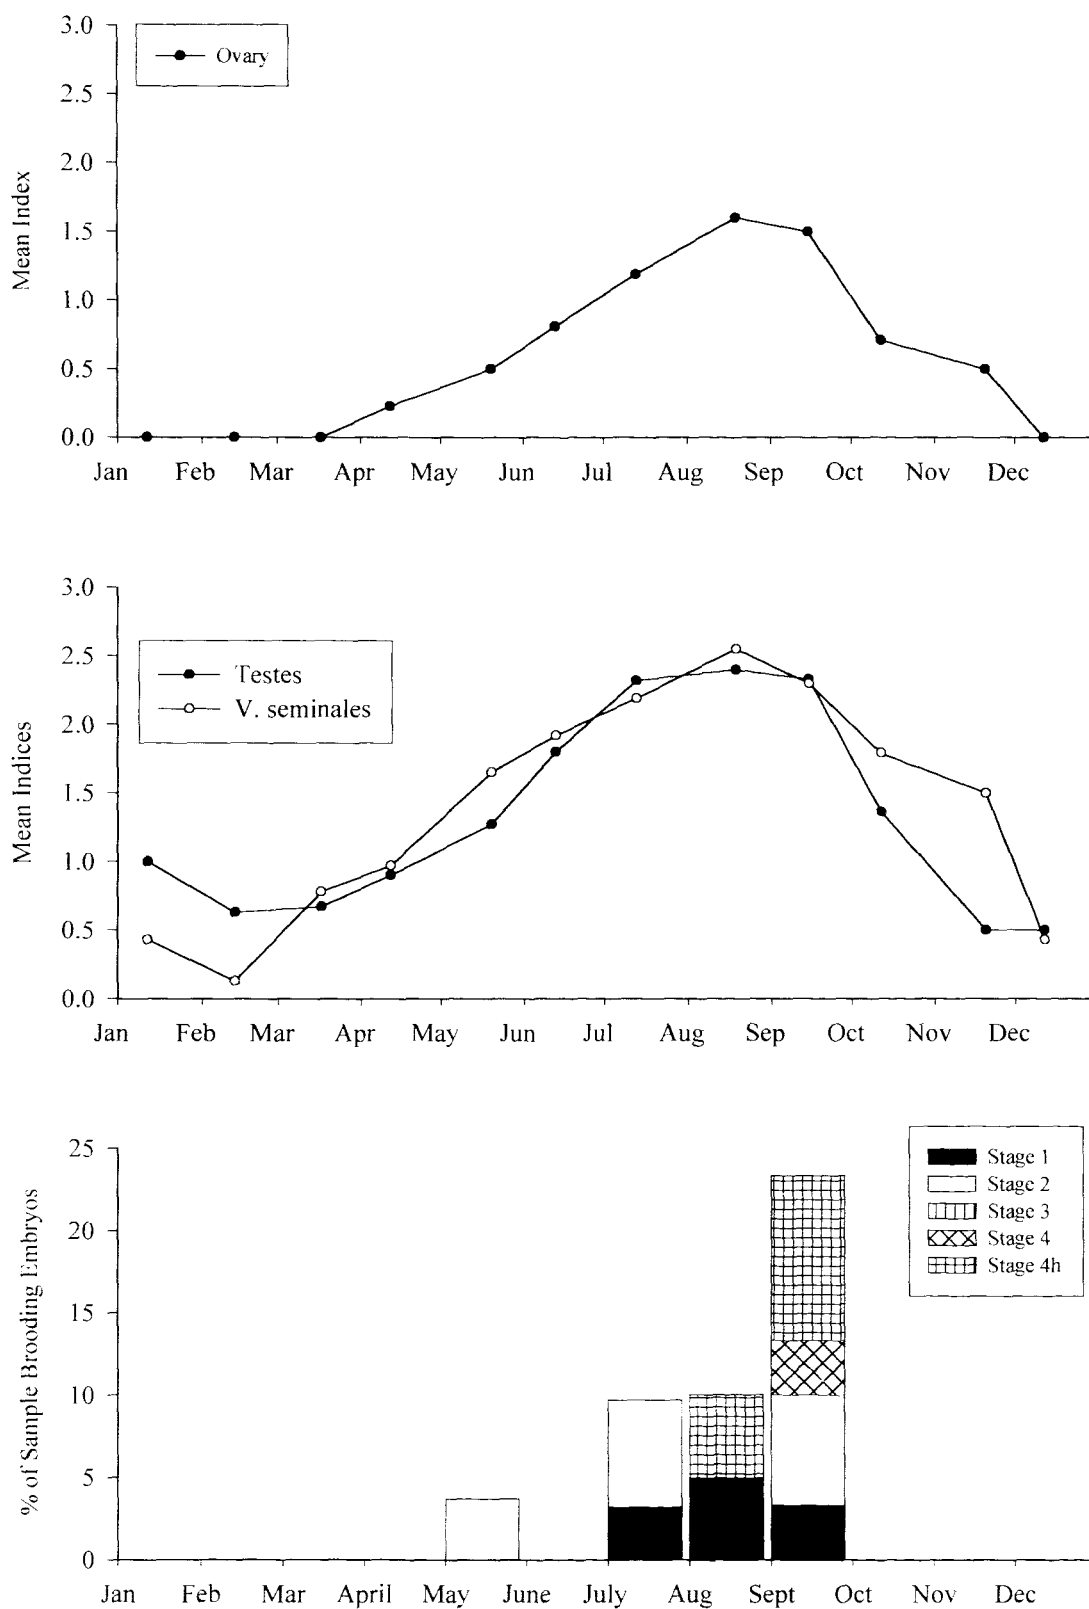 3.0
Ovary
2.5
2.0
1.5
1.0
0.5
0.0
Mean Index
Jan Feb Mar Apr May Jun Jul Aug Sep Oct Nov Dec
3.0
2.5
Testes
V. seminales
2.0
1.5
1.0
0.5
0.0
Mean Indices
Jan Feb Mar Apr May Jun Jul Aug Sep Oct Nov Dec
25
Stage 1
Stage 2
Stage 3
Stage 4
Stage 4h
20
15
10
5
0
% of Sample Brooding Embryos
Jan Feb Mar April May June July Aug Sept Oct Nov Dec